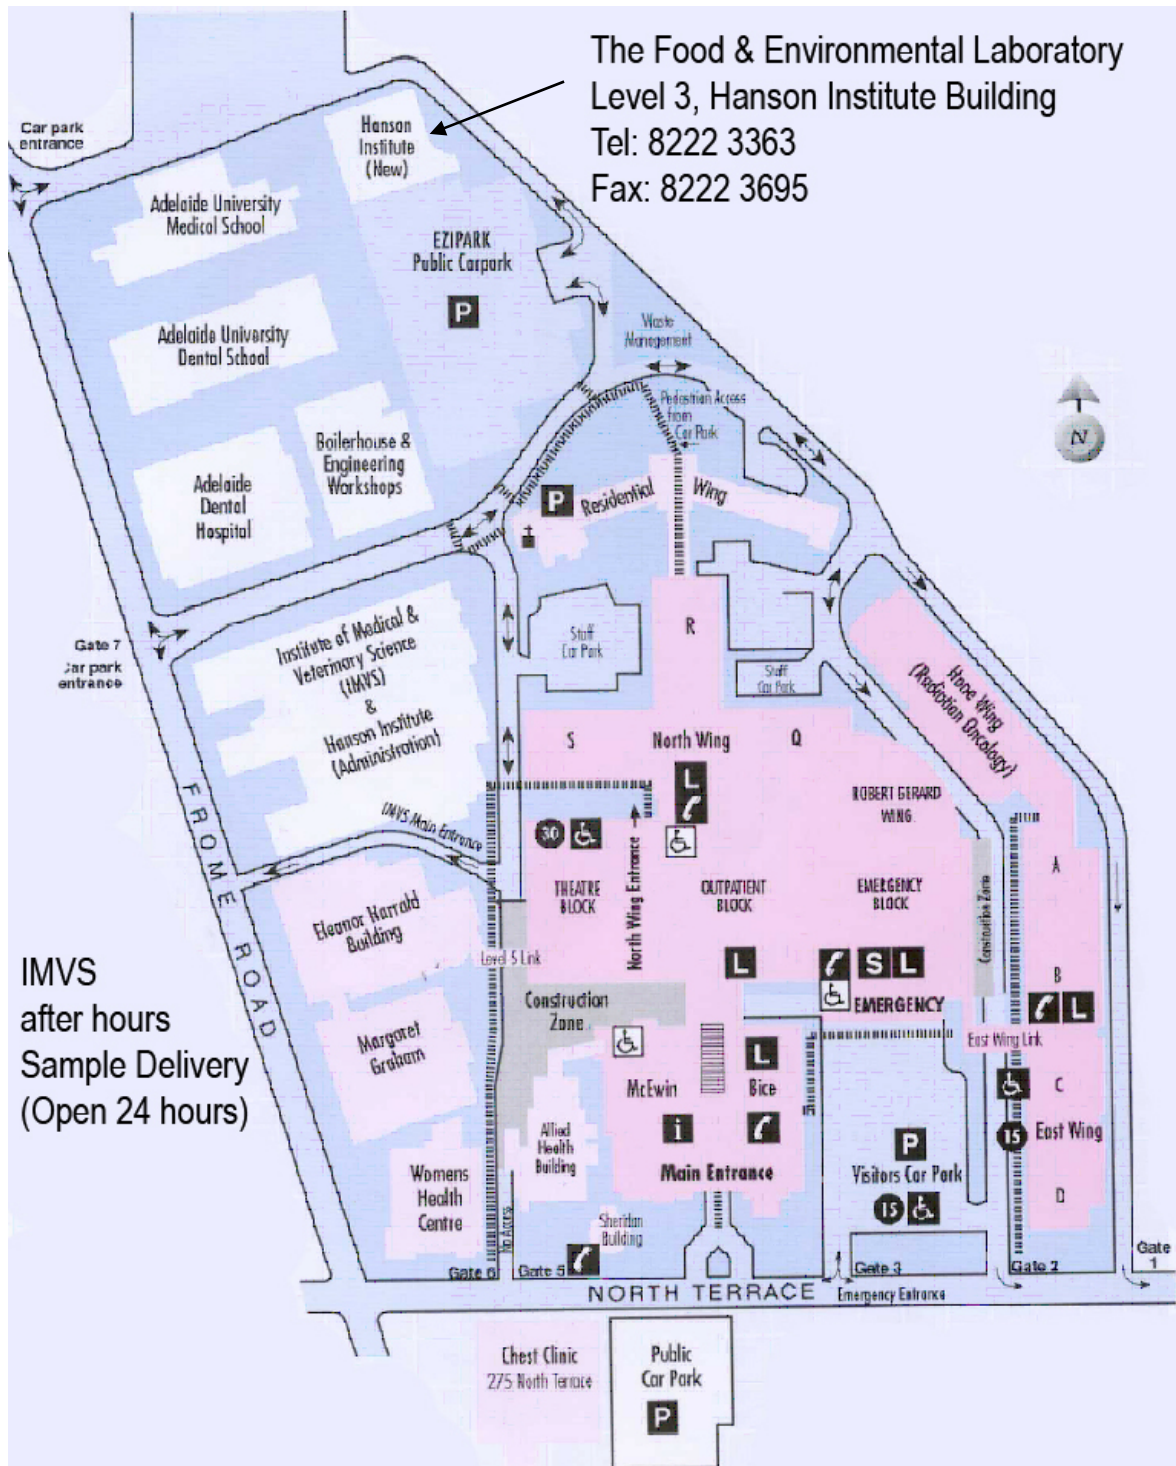 The Food & Environmental Laboratory
Level 3, Hanson Institute Building
Tel: 8222 3363
Fax: 8222 3695
Car park
entrance
Hanson
Institute
(New)
Adelaide University
Medical School
EZIPARK
Public Carpark
P
Adelaide University
Dental School
Waste
Management
Pedestrian Access
from
Car Park
N
Boilerhouse &
Engineering
Workshops
Adelaide
Dental
Hospital
P
Residential Wing
Gate 7
Car park
entrance
Institute of Medical &
Veterinary Science
(IMVS)
&
Hanson Institute
(Administration)
Staff
Car Park
R
Staff
Car Park
Hone Wing
(Radiation Oncology)
S
North Wing
Q
L
ROBERT GERARD
WING
FROME ROAD
IMVS Main Entrance
30
North Wing Entrance
THEATRE
BLOCK
OUTPATIENT
BLOCK
EMERGENCY
BLOCK
Construction Zone
A
Eleanor Harrald
Building
Level 5 Link
L
S L
EMERGENCY
B
L
IMVS
after hours
Sample Delivery
(Open 24 hours)
Construction
Zone
East Wing Link
Margaret
Graham
McEwin
L
Bice
C
i
Allied
Health
Building
P
15
East Wing
Main Entrance
Visitors Car Park
15
D
Womens
Health
Centre
No Access
Sheridan
Building
Gate 6
Gate 5
Gate 3
Gate 2
Gate
1
NORTH TERRACE
Emergency Entrance
Chest Clinic
275 North Terrace
Public
Car Park
P